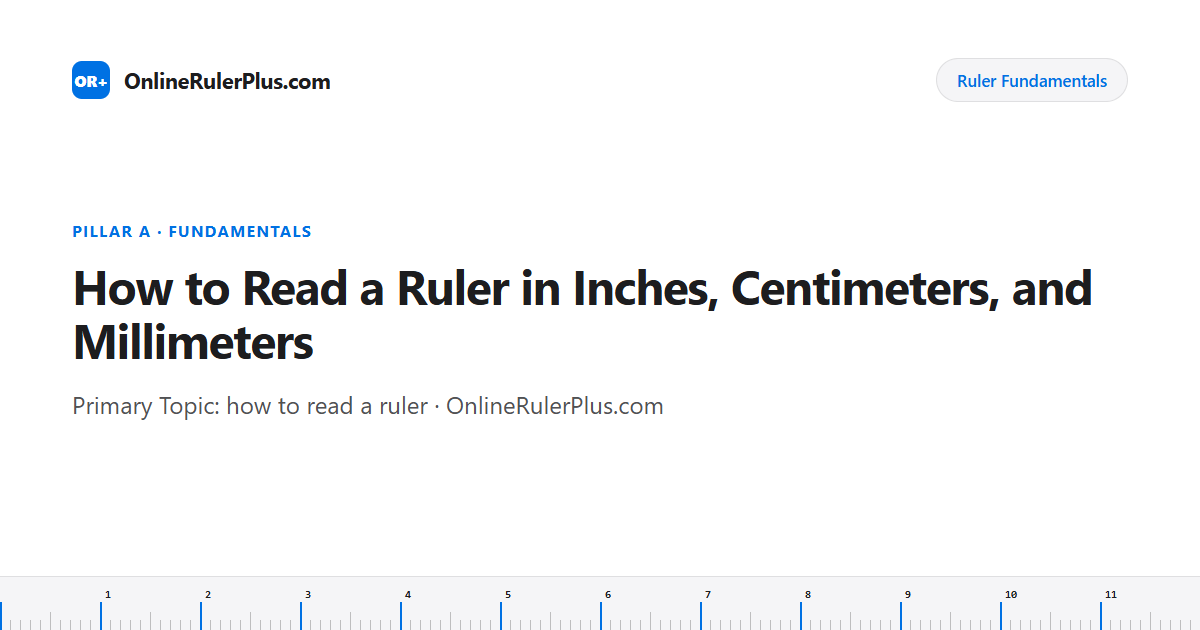 OR+ OnlineRulerPlus.com
Ruler Fundamentals
PILLAR A · FUNDAMENTALS
How to Read a Ruler in Inches, Centimeters, and
Millimeters
Primary Topic: how to read a ruler · OnlineRulerPlus.com
1 2 3 4 5 6 7 8 9 10 11